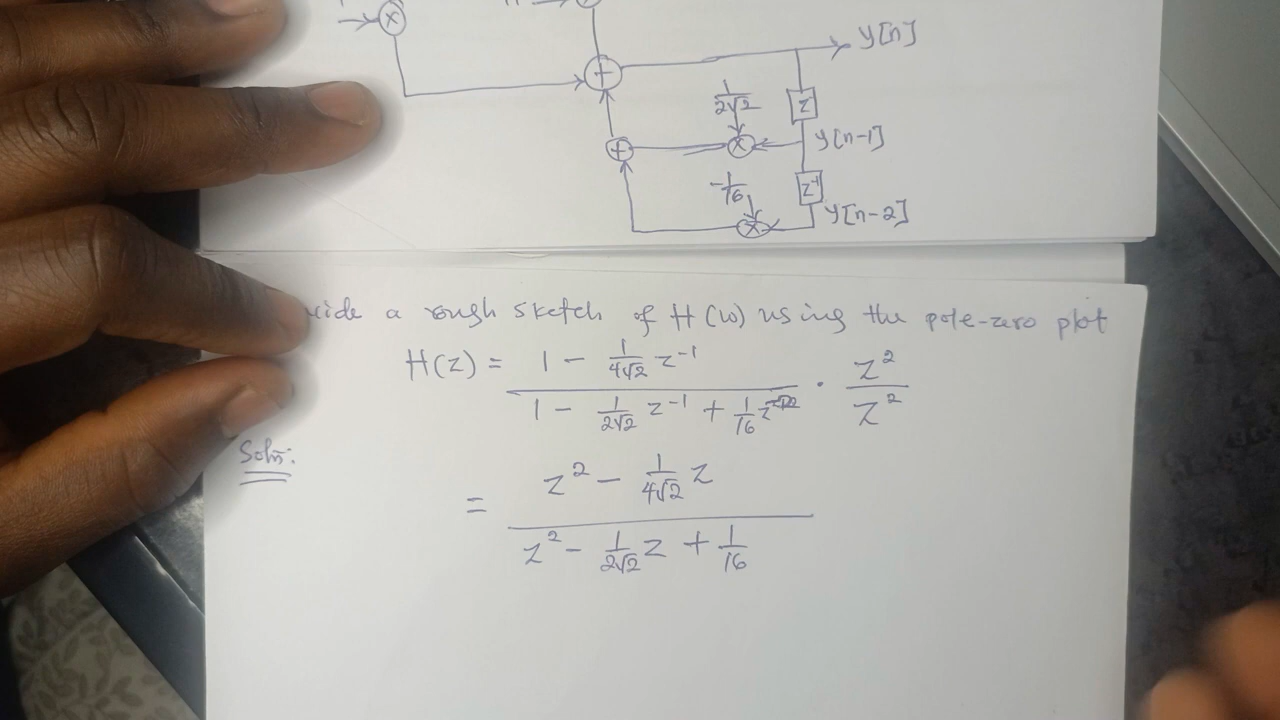 y[n]
1/2√2
z
y[n-1]
-1/16
z⁻¹
y[n-2]
a rough sketch of H(ω) using the pole-zero plot
H(z) = (1 - 1/4√2 z⁻¹) / (1 - 1/2√2 z⁻¹ + 1/16 z⁻²) · z²/z²
Soln:
= (z² - 1/4√2 z) / (z² - 1/2√2 z + 1/16)